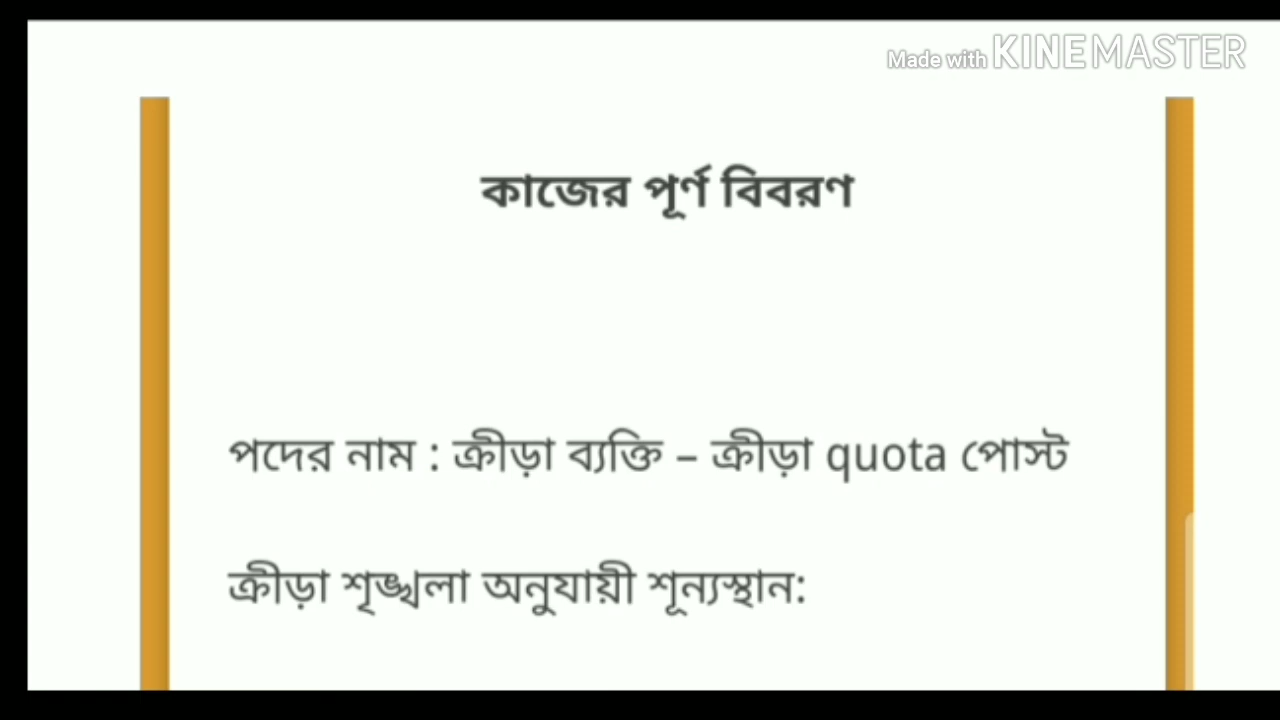 Made with KINEMASTER
কাজের পূর্ণ বিবরণ
পদের নাম : ক্রীড়া ব্যক্তি – ক্রীড়া quota পোস্ট
ক্রীড়া শৃঙ্খলা অনুযায়ী শূন্যস্থান: